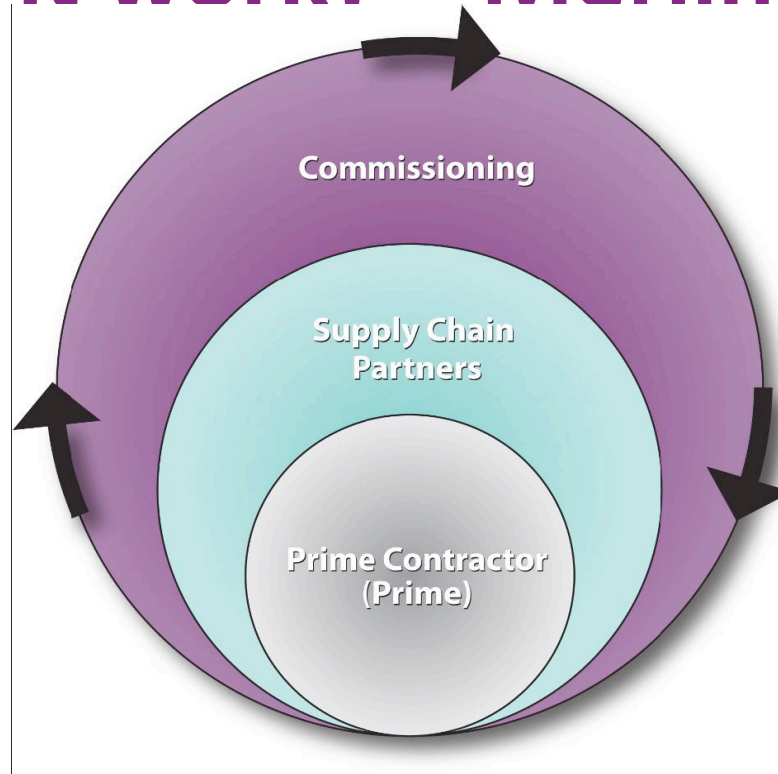 Commissioning
Supply Chain
Partners
Prime Contractor
(Prime)